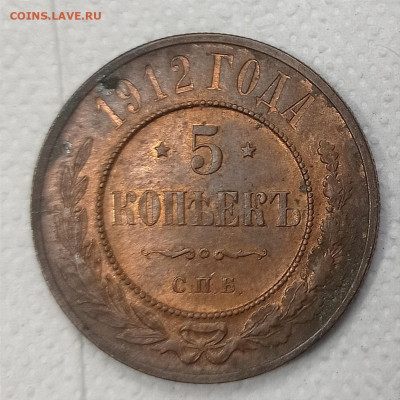 COINS.LAVE.RU
1912 ГОДА
5
КОПѢЕКЪ
С.П.Б.